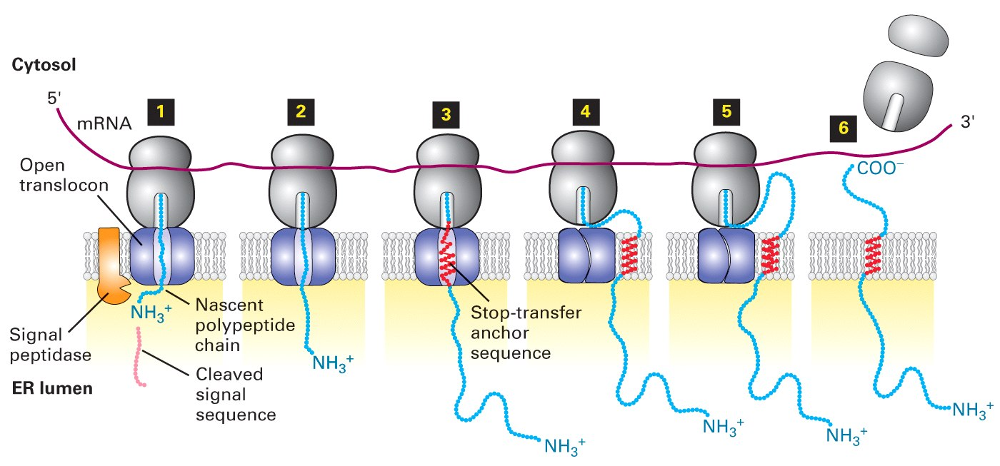 Cytosol
5'
mRNA
1
2
3
4
5
6
3'
COO⁻
Open
translocon
NH₃⁺
Nascent
polypeptide
chain
Signal
peptidase
Cleaved
signal
sequence
ER lumen
NH₃⁺
Stop-transfer
anchor
sequence
NH₃⁺
NH₃⁺
NH₃⁺
NH₃⁺